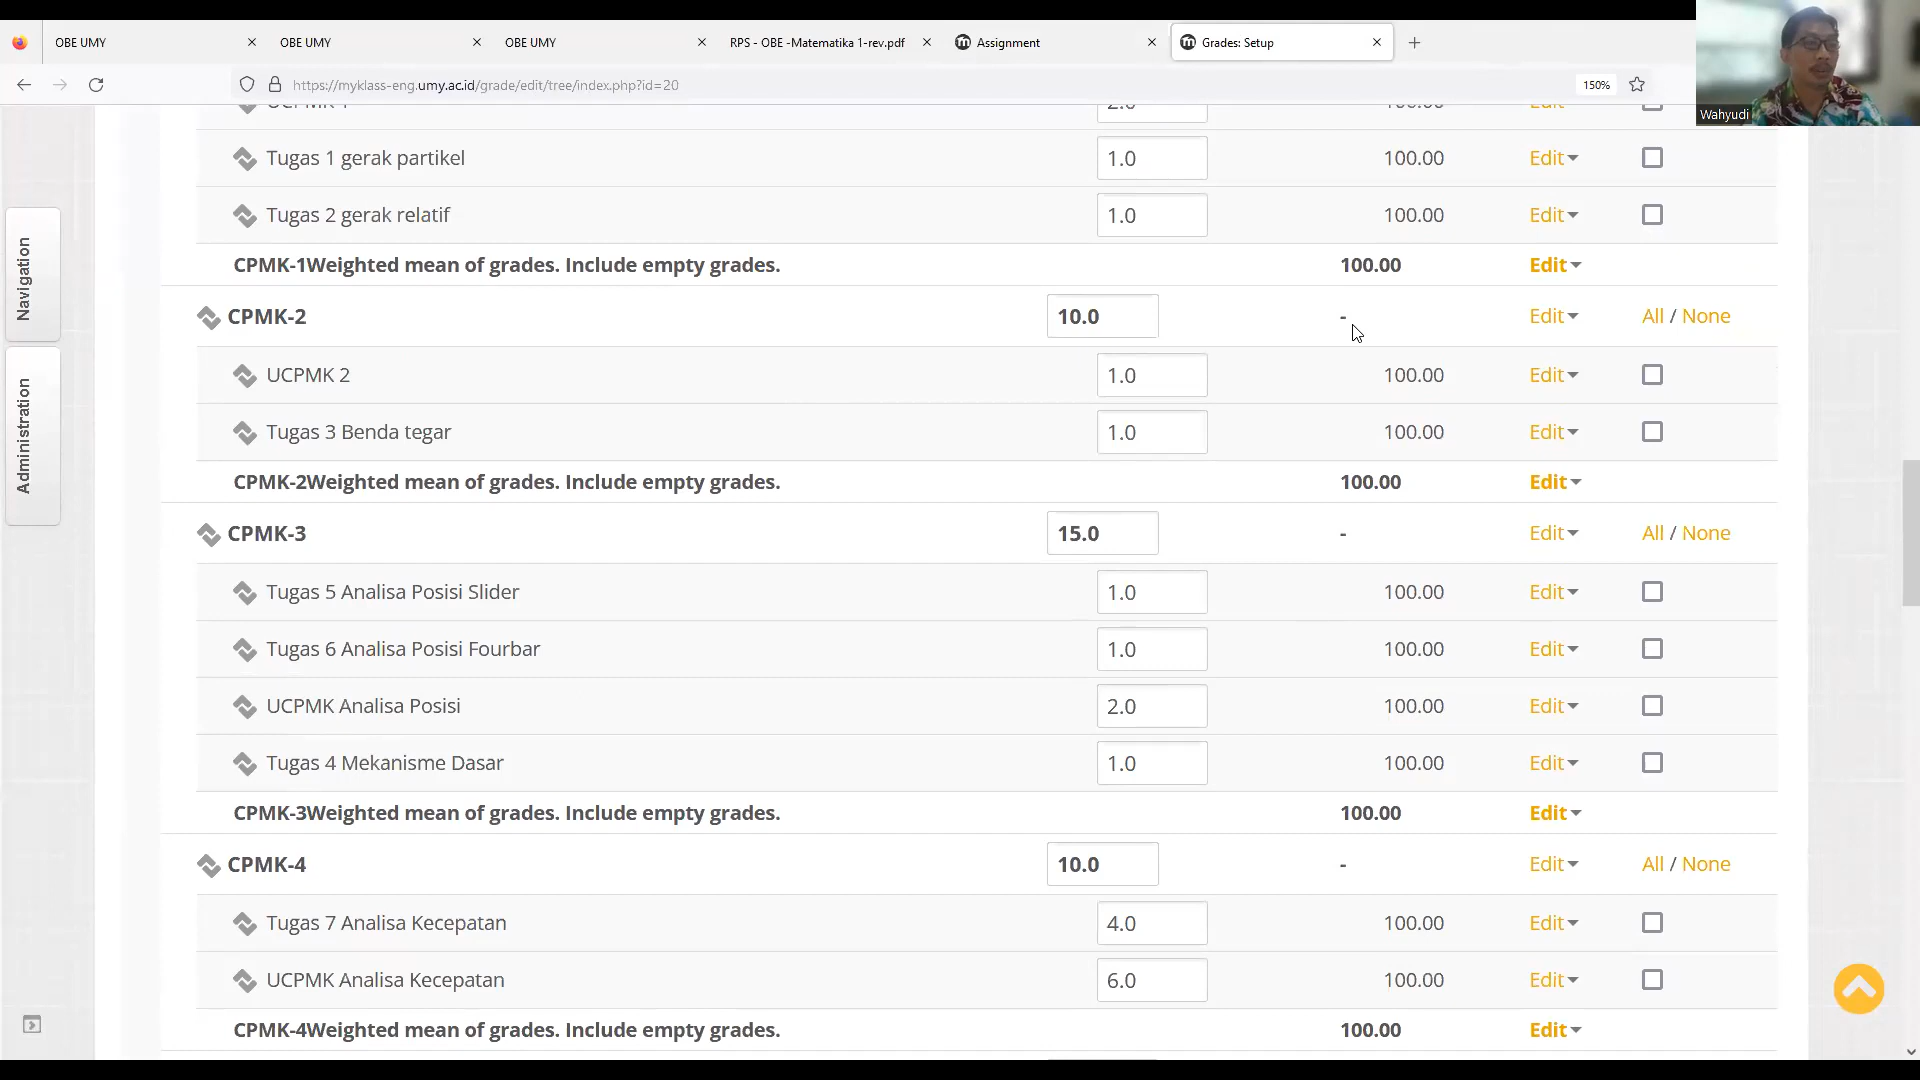 OBE UMY
OBE UMY
OBE UMY
RPS - OBE -Matematika 1-rev.pdf
Assignment
Grades: Setup
https://myklass-eng.umy.ac.id/grade/edit/tree/index.php?id=20
150%
Wahyudi
Navigation
Administration
Tugas 1 gerak partikel 1.0 100.00 Edit
Tugas 2 gerak relatif 1.0 100.00 Edit
CPMK-1Weighted mean of grades. Include empty grades. 100.00 Edit
CPMK-2 10.0 - Edit All / None
UCPMK 2 1.0 100.00 Edit
Tugas 3 Benda tegar 1.0 100.00 Edit
CPMK-2Weighted mean of grades. Include empty grades. 100.00 Edit
CPMK-3 15.0 - Edit All / None
Tugas 5 Analisa Posisi Slider 1.0 100.00 Edit
Tugas 6 Analisa Posisi Fourbar 1.0 100.00 Edit
UCPMK Analisa Posisi 2.0 100.00 Edit
Tugas 4 Mekanisme Dasar 1.0 100.00 Edit
CPMK-3Weighted mean of grades. Include empty grades. 100.00 Edit
CPMK-4 10.0 - Edit All / None
Tugas 7 Analisa Kecepatan 4.0 100.00 Edit
UCPMK Analisa Kecepatan 6.0 100.00 Edit
CPMK-4Weighted mean of grades. Include empty grades. 100.00 Edit